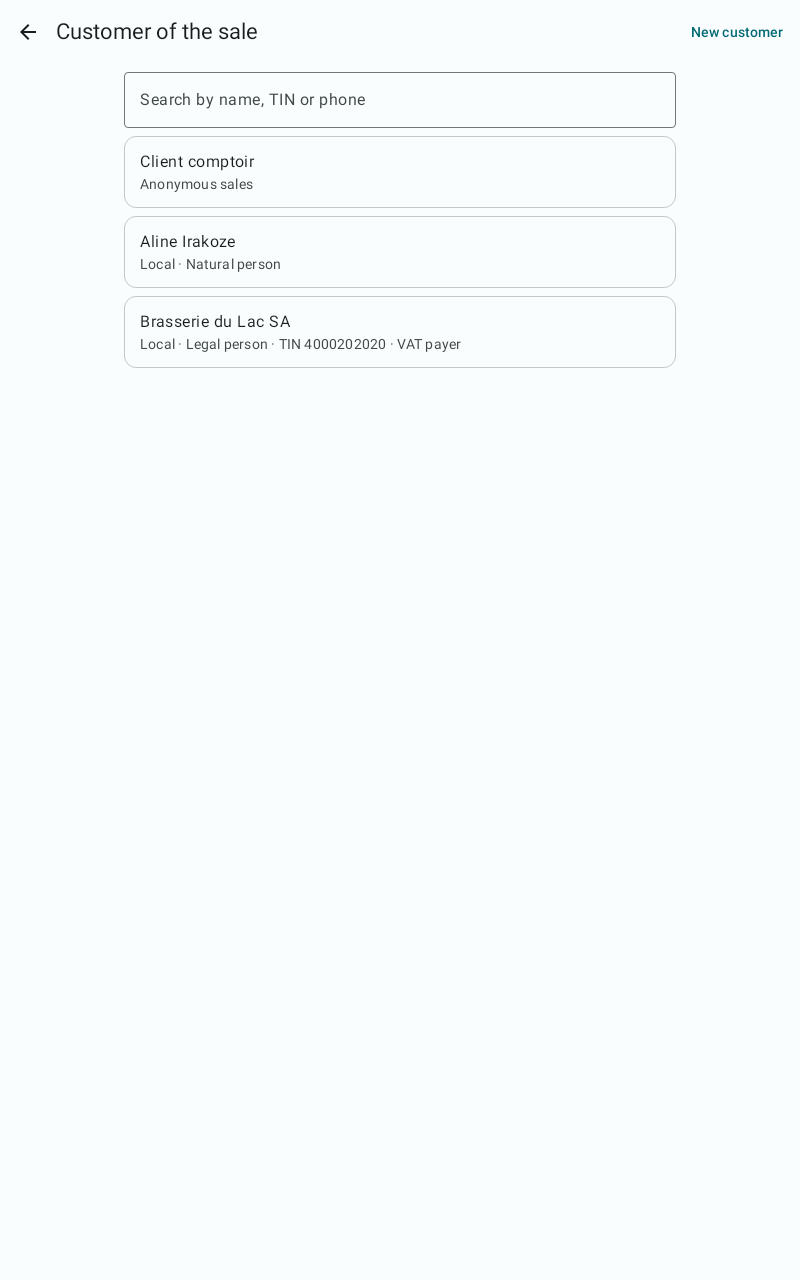 Customer of the sale
New customer
Search by name, TIN or phone
Client comptoir
Anonymous sales
Aline Irakoze
Local · Natural person
Brasserie du Lac SA
Local · Legal person · TIN 4000202020 · VAT payer